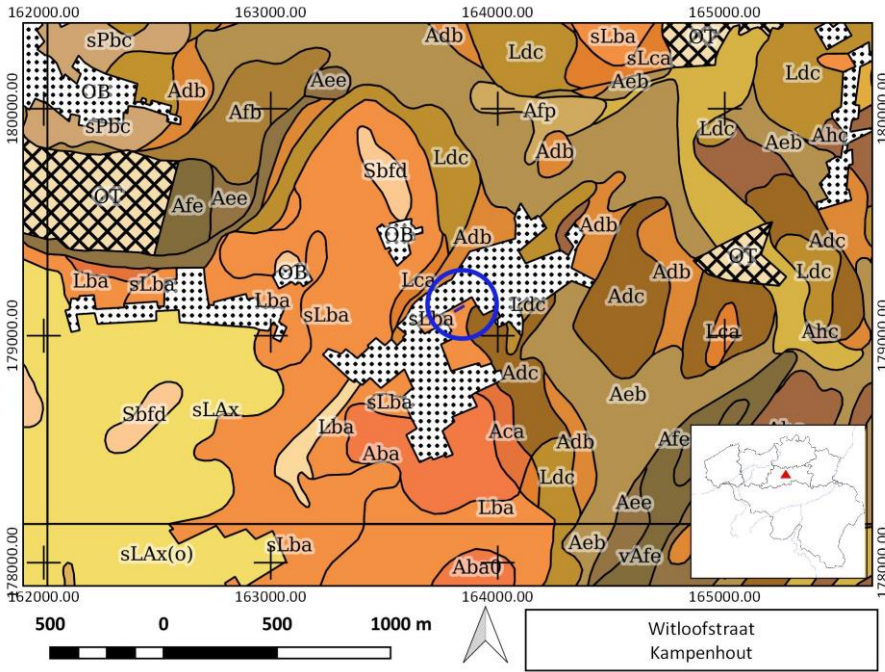 162000.00 163000.00 164000.00 165000.00
sPbc Adb Ldc sLba OT
sLca
OB Adb Aee Aeb Ldc
180000.00 180000.00
sPbc Afb Afp Ldc Aeb Ahc
Sbfd Ldc Adb
OT Afe Aee
OB Adb Adb Adc
Lba OB Lca OT
sLba Lba Adc Adb Ldc
sLba sLba Ldc
179000.00 179000.00
Lca Ahc
Adc
Sbfd sLAx sLba Aeb
Lba Aca Afe
Aba Adb
Ldc
Lba Aee
sLAx(o) sLba Aeb vAfe
Aba0
178000.00 178000.00
162000.00 163000.00 164000.00 165000.00
500 0 500 1000 m
Witloofstraat
Kampenhout